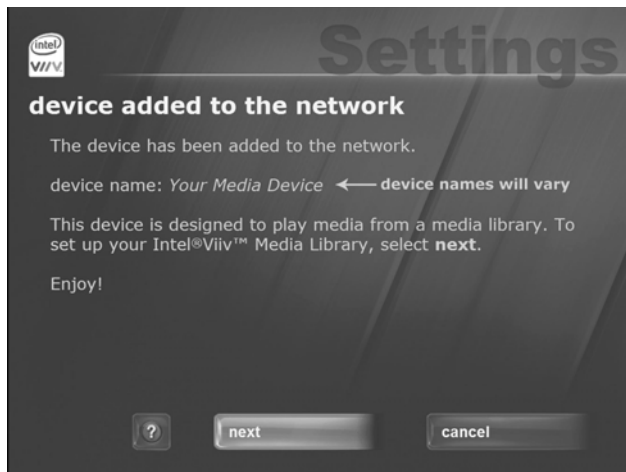 intel
VIIV
Settings
device added to the network
The device has been added to the network.
device name: Your Media Device ← device names will vary
This device is designed to play media from a media library. To
set up your Intel®Viiv™ Media Library, select next.
Enjoy!
? next cancel